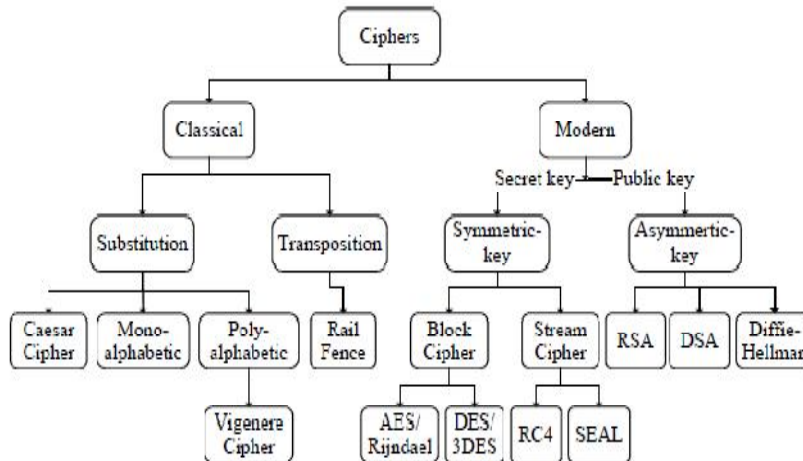 Ciphers
Classical
Modern
Secret key
Public key
Substitution
Transposition
Symmetric-
key
Asymmertic-
key
Caesar
Cipher
Mono-
alphabetic
Poly-
alphabetic
Rail
Fence
Block
Cipher
Stream
Cipher
RSA
DSA
Diffie-
Hellman
Vigenere
Cipher
AES/
Rijndael
DES/
3DES
RC4
SEAL